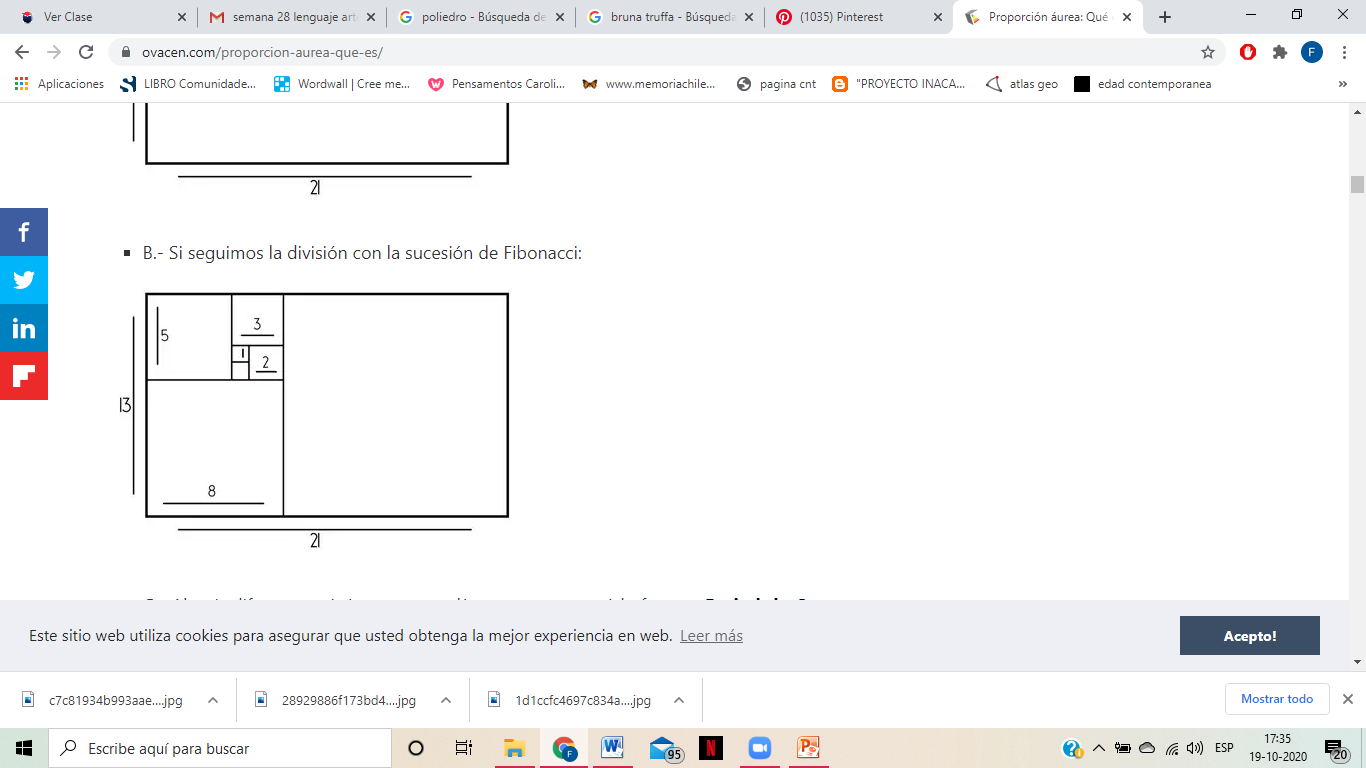 Ver Clase
semana 28 lenguaje art
poliedro - Búsqueda de
bruna truffa - Búsqueda
(1035) Pinterest
Proporción áurea: Qué
ovacen.com/proporcion-aurea-que-es/
F
Aplicaciones
LIBRO Comunidade...
Wordwall | Cree me...
Pensamentos Caroli...
www.memoriachile...
pagina cnt
"PROYECTO INACA...
atlas geo
edad contemporanea
»
21
B.- Si seguimos la división con la sucesión de Fibonacci:
5
3
1
2
13
8
21
Este sitio web utiliza cookies para asegurar que usted obtenga la mejor experiencia en web. Leer más
Acepto!
c7c81934b993aae....jpg
28929886f173bd4....jpg
1d1ccfc4697c834a....jpg
Mostrar todo
Escribe aquí para buscar
95
ESP
17:35
19-10-2020
20